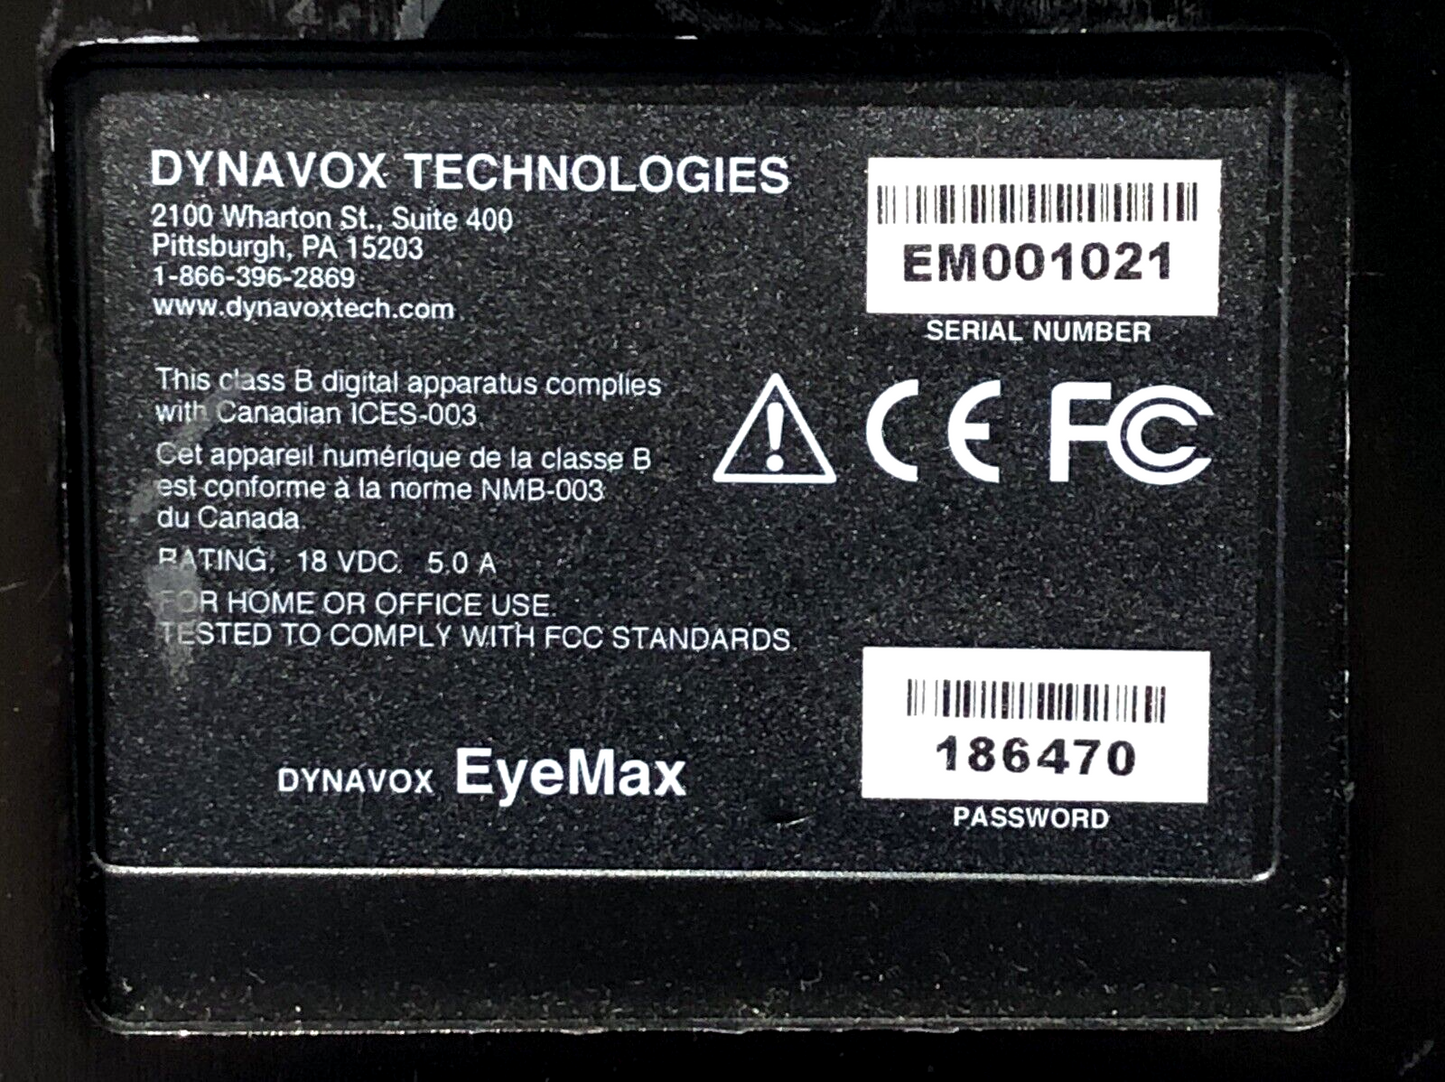 DYNAVOX TECHNOLOGIES
2100 Wharton St., Suite 400
Pittsburgh, PA 15203
1-866-396-2869
www.dynavoxtech.com
EM001021
SERIAL NUMBER
This class B digital apparatus complies
with Canadian ICES-003.
Cet appareil numérique de la classe B
est conforme à la norme NMB-003
du Canada
CE FC
RATING: 18 VDC. 5.0 A
FOR HOME OR OFFICE USE.
TESTED TO COMPLY WITH FCC STANDARDS.
DYNAVOX EyeMax
186470
PASSWORD